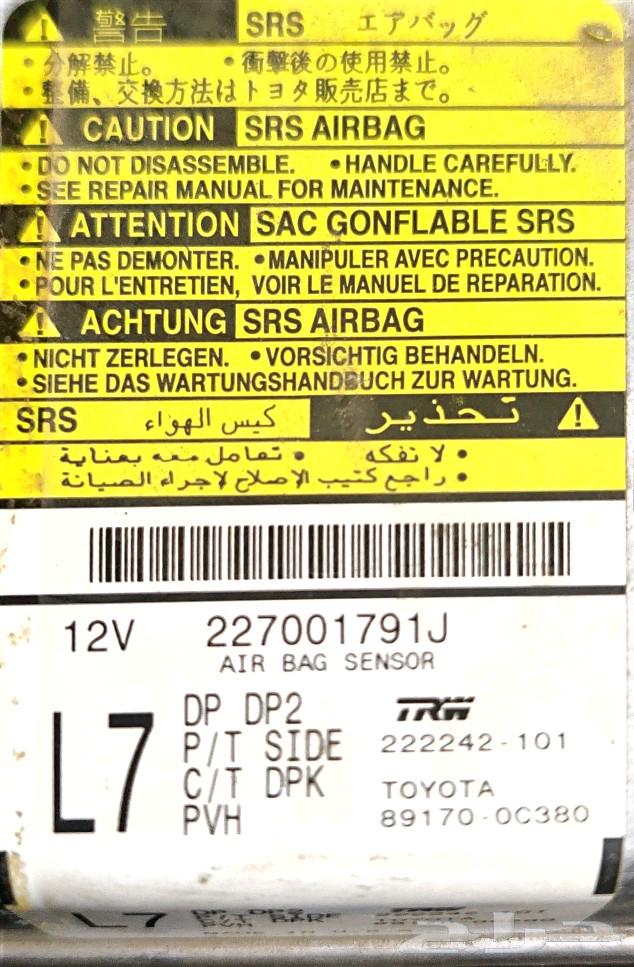 警告 SRS エアバッグ
・分解禁止。 ・衝撃後の使用禁止。
・整備、交換方法はトヨタ販売店まで。
CAUTION SRS AIRBAG
•DO NOT DISASSEMBLE. •HANDLE CAREFULLY.
•SEE REPAIR MANUAL FOR MAINTENANCE.
ATTENTION SAC GONFLABLE SRS
•NE PAS DEMONTER. •MANIPULER AVEC PRECAUTION.
•POUR L'ENTRETIEN, VOIR LE MANUEL DE REPARATION.
ACHTUNG SRS AIRBAG
•NICHT ZERLEGEN. •VORSICHTIG BEHANDELN.
•SIEHE DAS WARTUNGSHANDBUCH ZUR WARTUNG.
تحذير كيس الهواء SRS
• لا تفكه • تعامل معه بعناية
• راجع كتيب الاصلاح لاجراء الصيانة
12V 227001791J
AIR BAG SENSOR
L7 DP DP2 TRW
P/T SIDE 222242-101
C/T DPK TOYOTA
PVH 89170-0C380
L7 TRW
حراج